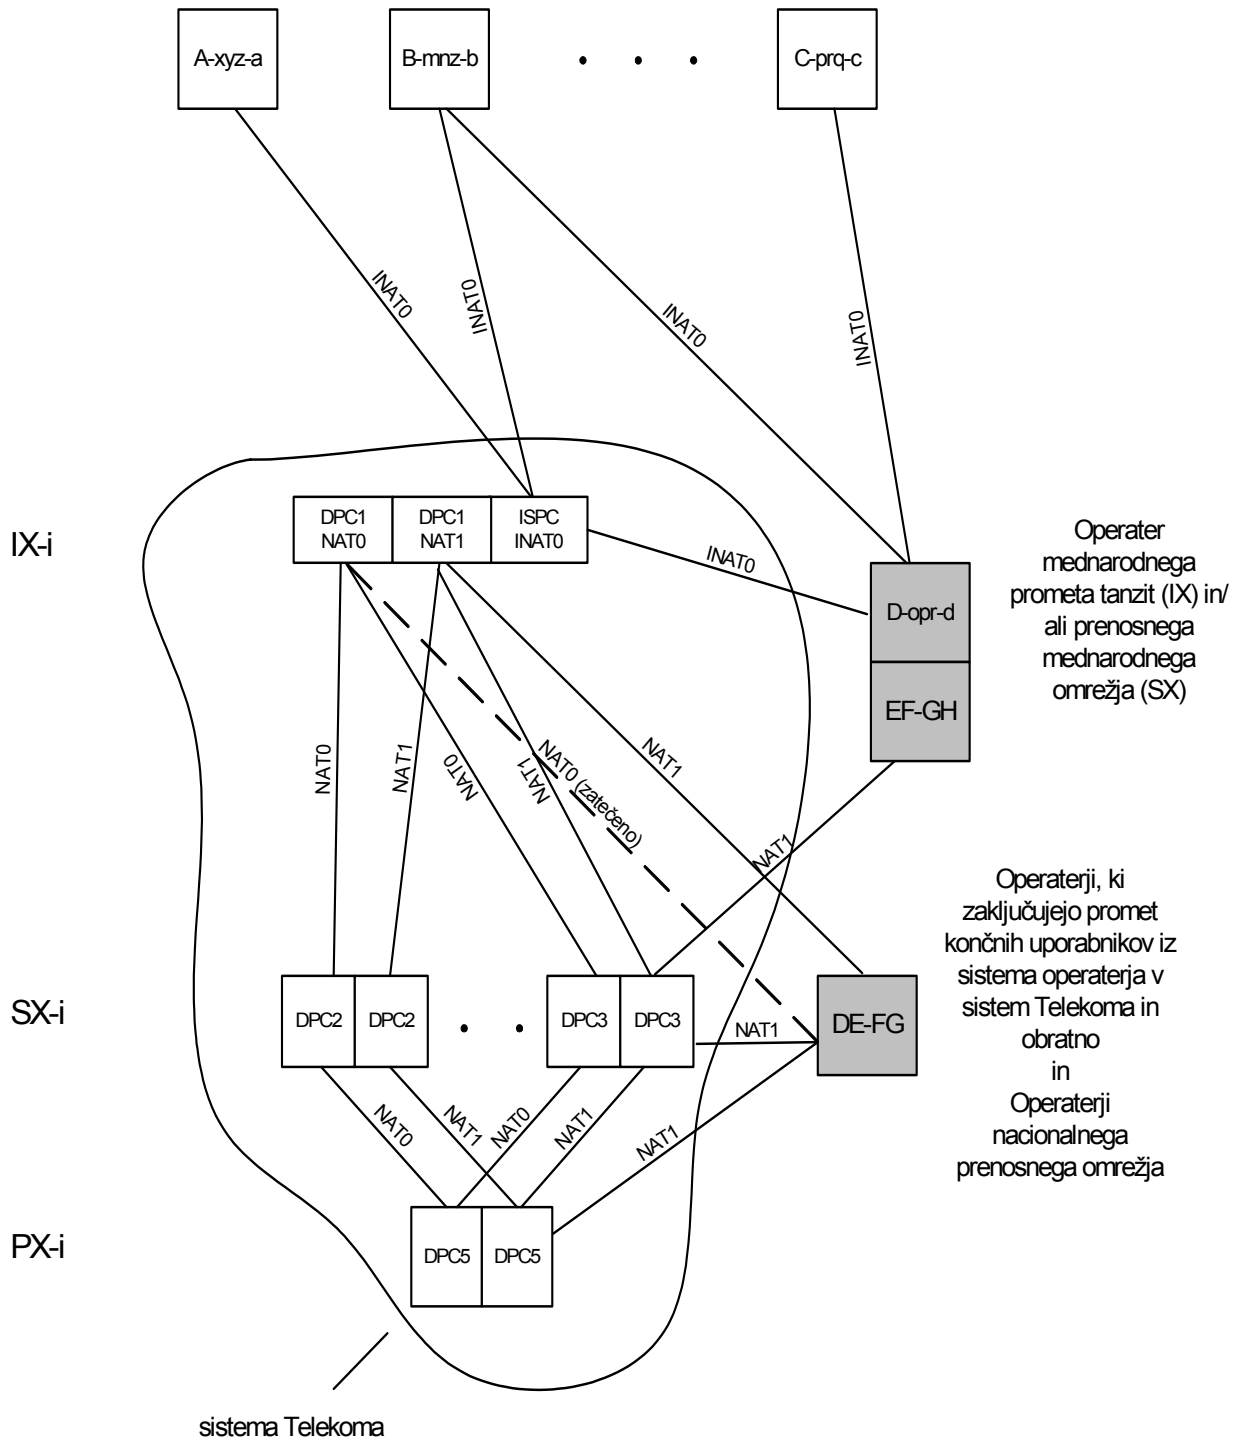 A-xyz-a
B-mnz-b
C-prq-c
INAT0
INAT0
INAT0
INAT0
IX-i
DPC1
NAT0
DPC1
NAT1
ISPC
INAT0
INAT0
D-opr-d
EF-GH
Operater
mednarodnega
prometa tanzit (IX) in/
ali prenosnega
mednarodnega
omrežja (SX)
NAT0
NAT1
NAT0
NAT1
NAT0 (zatečeno)
NAT1
NAT1
SX-i
DPC2
DPC2
DPC3
DPC3
NAT1
DE-FG
Operaterji, ki
zaključujejo promet
končnih uporabnikov iz
sistema operaterja v
sistem Telekoma in
obratno
in
Operaterji
nacionalnega
prenosnega omrežja
NAT0
NAT1
NAT0
NAT1
NAT1
PX-i
DPC5
DPC5
sistema Telekoma